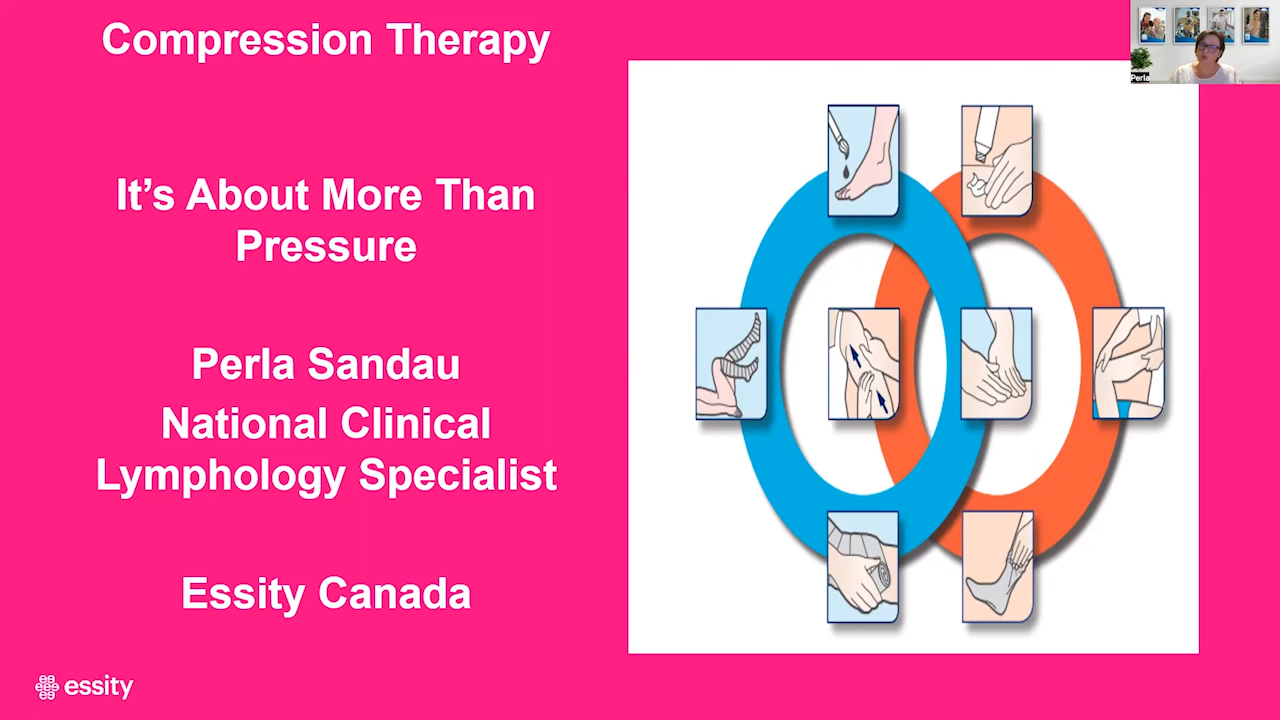 Compression Therapy
It’s About More Than
Pressure
Perla Sandau
National Clinical
Lymphology Specialist
Essity Canada
essity
Perla